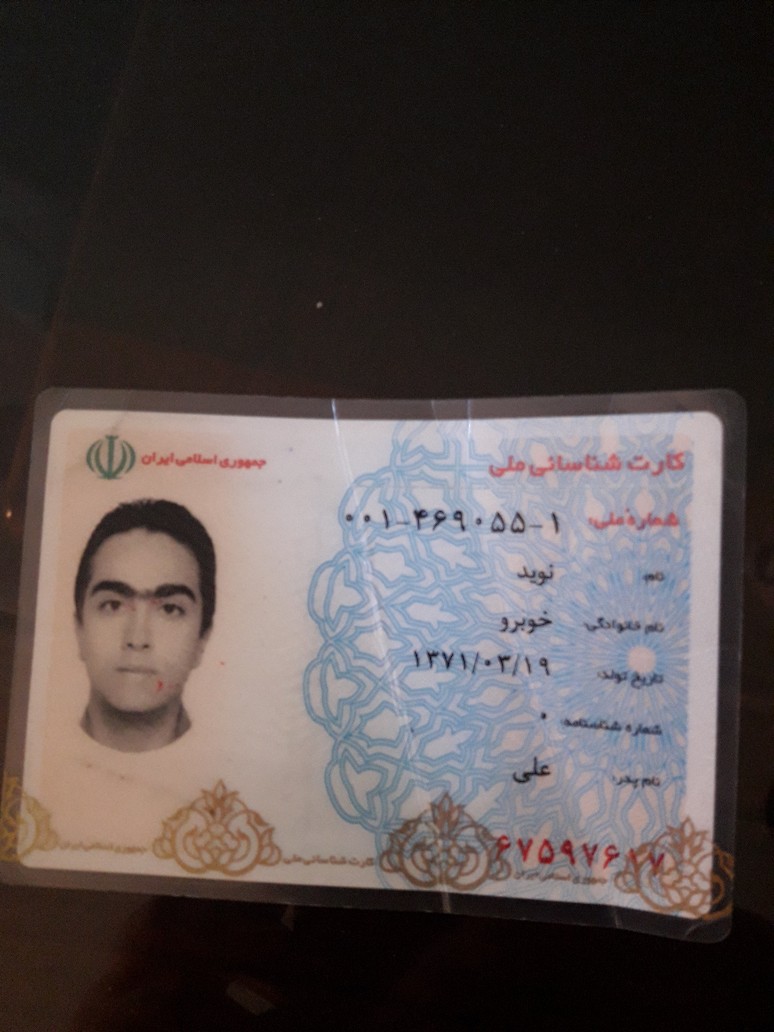 جمهوری اسلامی ایران
کارت شناسائی ملی
شماره ملی: ۰۰۱-۴۶۹۰۵۵-۱
نام: نوید
نام خانوادگی: خوبرو
تاریخ تولد: ۱۳۷۱/۰۳/۱۹
شماره شناسنامه: ۰
نام پدر: علی
۶۷۵۹۷۶۱۷
جمهوری اسلامی ایران
کارت شناسائی ملی
جمهوری اسلامی ایران